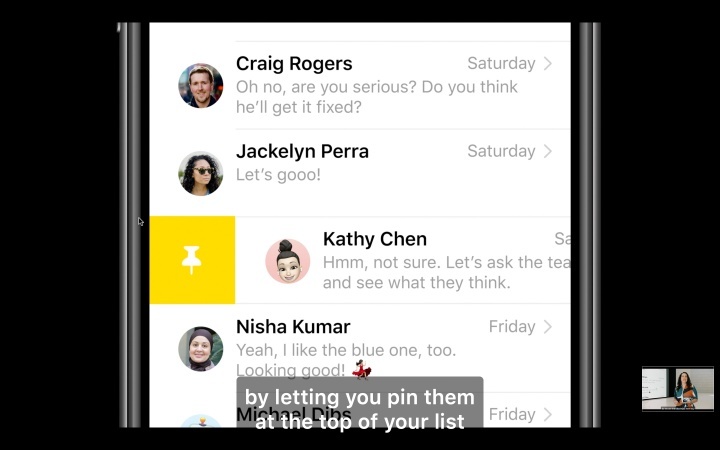 Craig Rogers
Saturday
Oh no, are you serious? Do you think
he'll get it fixed?
Jackelyn Perra
Saturday
Let's gooo!
Kathy Chen
Sa
Hmm, not sure. Let's ask the tea
and see what they think.
Nisha Kumar
Friday
Yeah, I like the blue one, too.
Looking good! 💃
Michael Dibs
Friday
by letting you pin them
at the top of your list